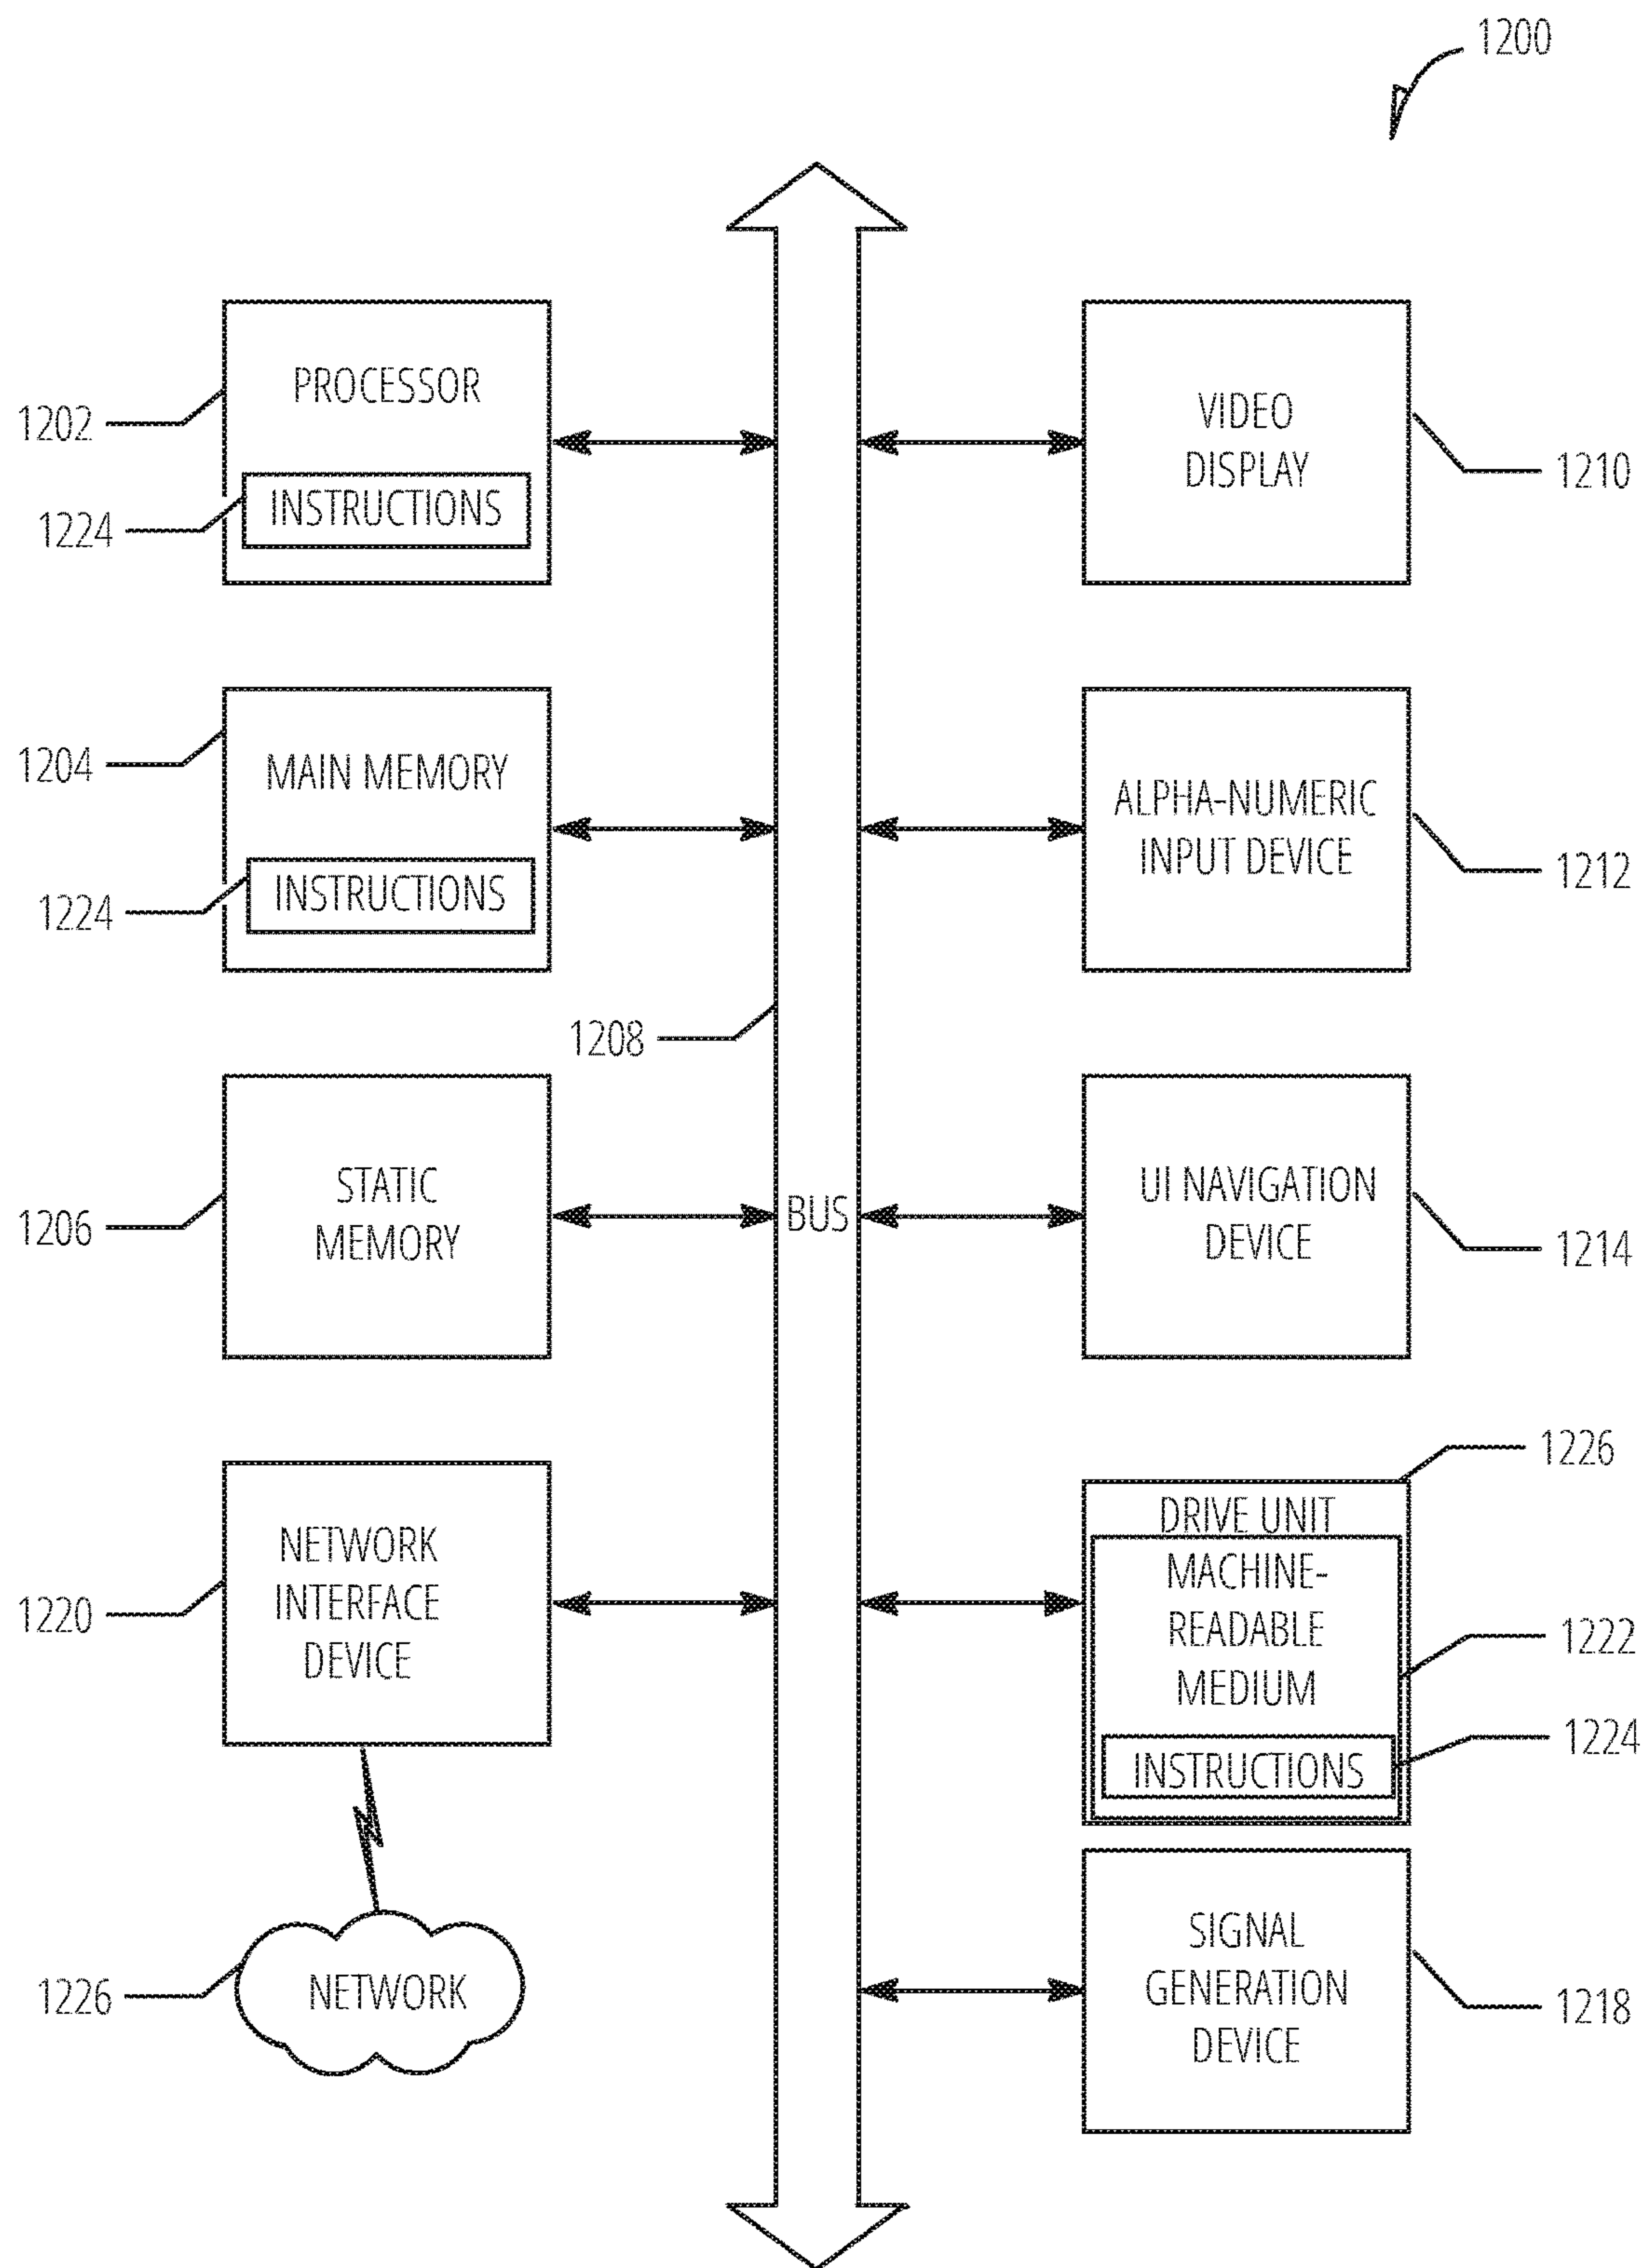 1200
PROCESSOR
1202
INSTRUCTIONS
1224
VIDEO
DISPLAY
1210
MAIN MEMORY
1204
INSTRUCTIONS
1224
ALPHA-NUMERIC
INPUT DEVICE
1212
1208
STATIC
MEMORY
1206
BUS
UI NAVIGATION
DEVICE
1214
NETWORK
INTERFACE
DEVICE
1220
1226
DRIVE UNIT
MACHINE-
READABLE
MEDIUM
1222
1224
INSTRUCTIONS
NETWORK
1226
SIGNAL
GENERATION
DEVICE
1218